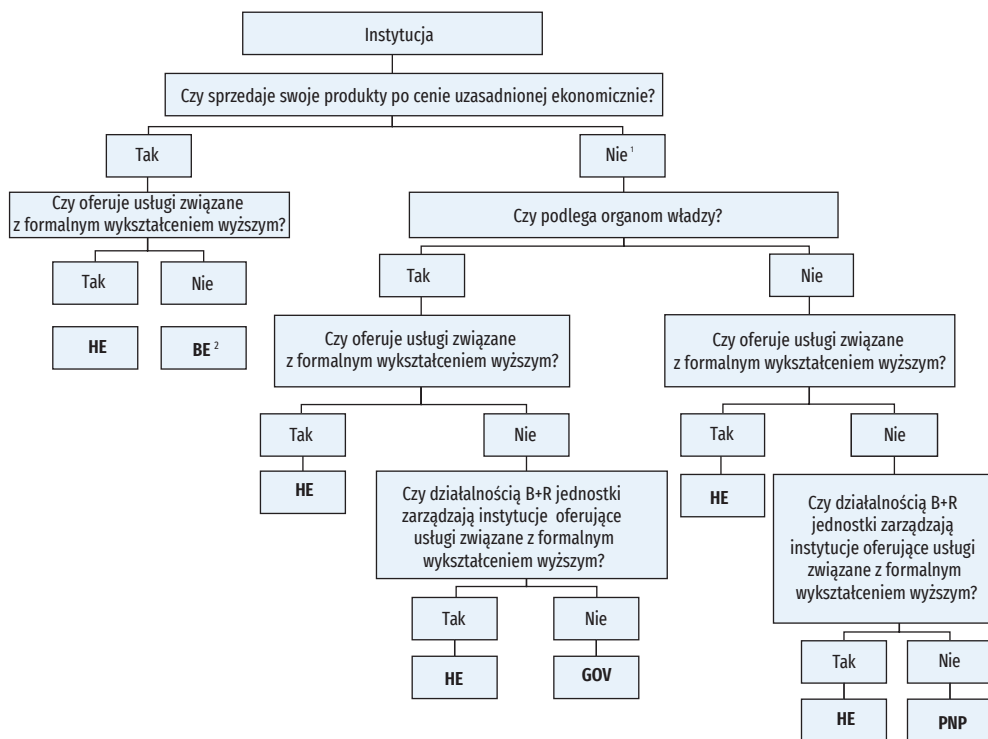 Instytucja
Czy sprzedaje swoje produkty po cenie uzasadnionej ekonomicznie?
Tak
Nie ¹
Czy oferuje usługi związane
z formalnym wykształceniem wyższym?
Czy podlega organom władzy?
Tak
Nie
Tak
Nie
HE
BE ²
Czy oferuje usługi związane
z formalnym wykształceniem wyższym?
Czy oferuje usługi związane
z formalnym wykształceniem wyższym?
Tak
Nie
Tak
Nie
HE
Czy działalnością B+R jednostki
zarządzają instytucje oferujące
usługi związane z formalnym
wykształceniem wyższym?
HE
Czy działalnością B+R
jednostki zarządzają
instytucje oferujące usługi
związane z formalnym
wykształceniem wyższym?
Tak
Nie
HE
GOV
Tak
Nie
HE
PNP